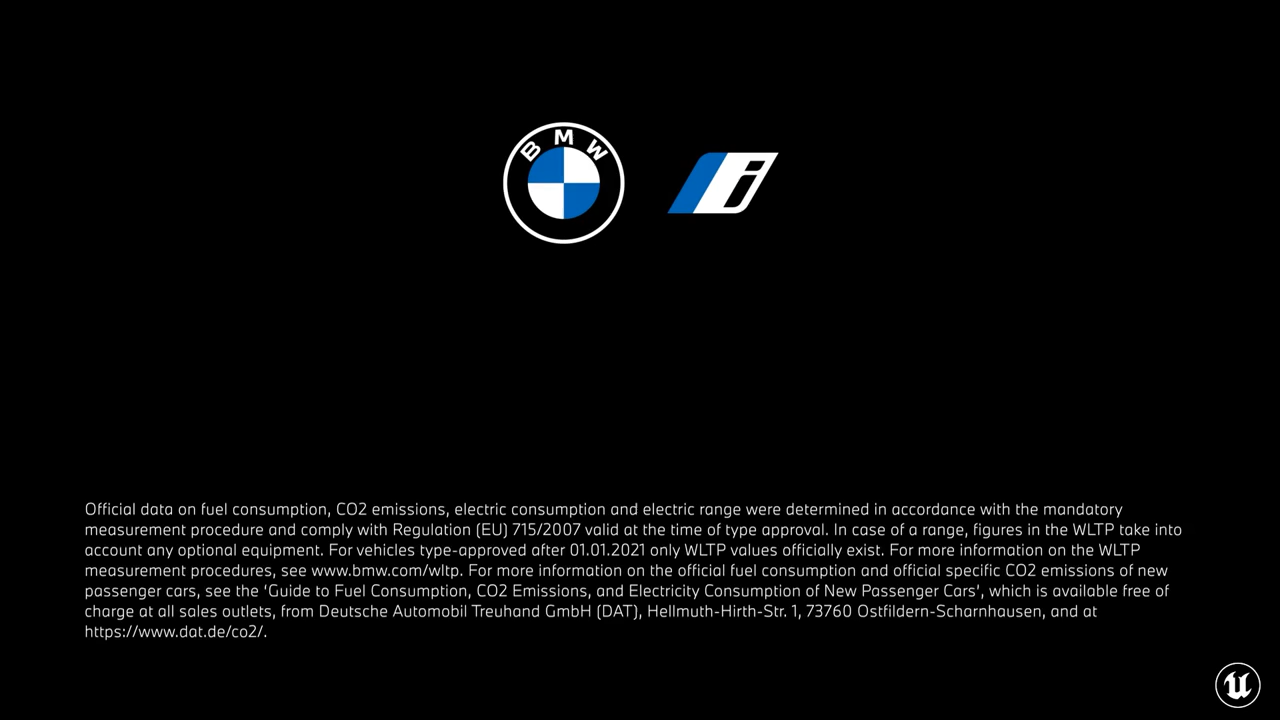 BMW
i
Official data on fuel consumption, CO2 emissions, electric consumption and electric range were determined in accordance with the mandatory
measurement procedure and comply with Regulation (EU) 715/2007 valid at the time of type approval. In case of a range, figures in the WLTP take into
account any optional equipment. For vehicles type-approved after 01.01.2021 only WLTP values officially exist. For more information on the WLTP
measurement procedures, see www.bmw.com/wltp. For more information on the official fuel consumption and official specific CO2 emissions of new
passenger cars, see the 'Guide to Fuel Consumption, CO2 Emissions, and Electricity Consumption of New Passenger Cars', which is available free of
charge at all sales outlets, from Deutsche Automobil Treuhand GmbH (DAT), Hellmuth-Hirth-Str. 1, 73760 Ostfildern-Scharnhausen, and at
https://www.dat.de/co2/.
u